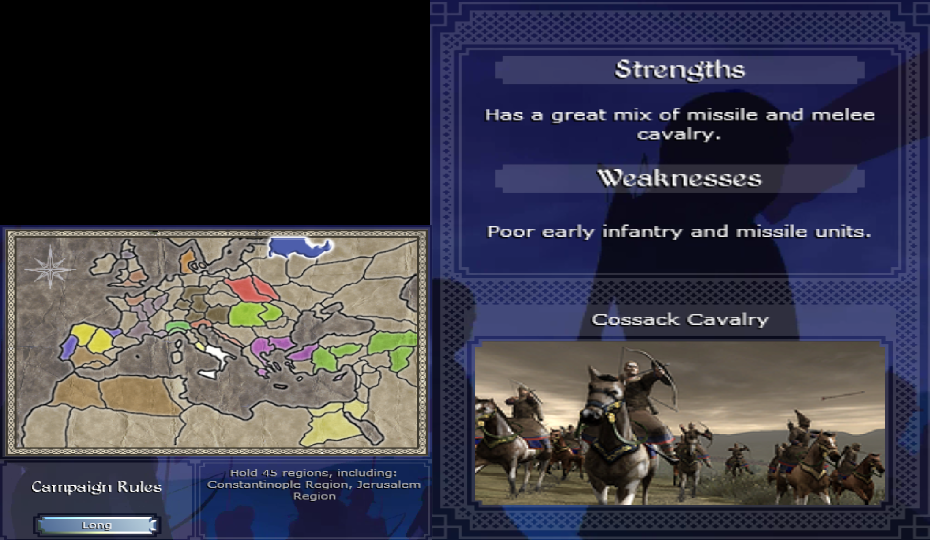 Strengths
Has a great mix of missile and melee
cavalry.
Weaknesses
Poor early infantry and missile units.
Cossack Cavalry
Campaign Rules
Long
Hold 45 regions, including:
Constantinople Region, Jerusalem
Region